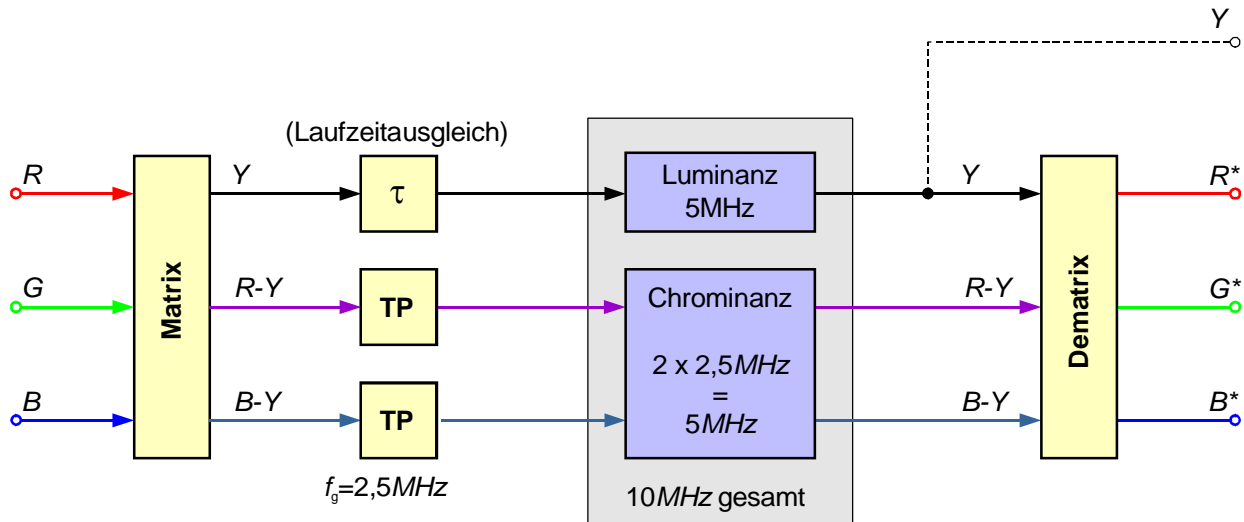 Y
(Laufzeitausgleich)
R
Y
τ
Luminanz
5MHz
Y
R*
G
Matrix
R-Y
TP
Chrominanz
R-Y
Dematrix
G*
2 x 2,5MHz
=
5MHz
B
B-Y
TP
B-Y
B*
fg=2,5MHz
10MHz gesamt